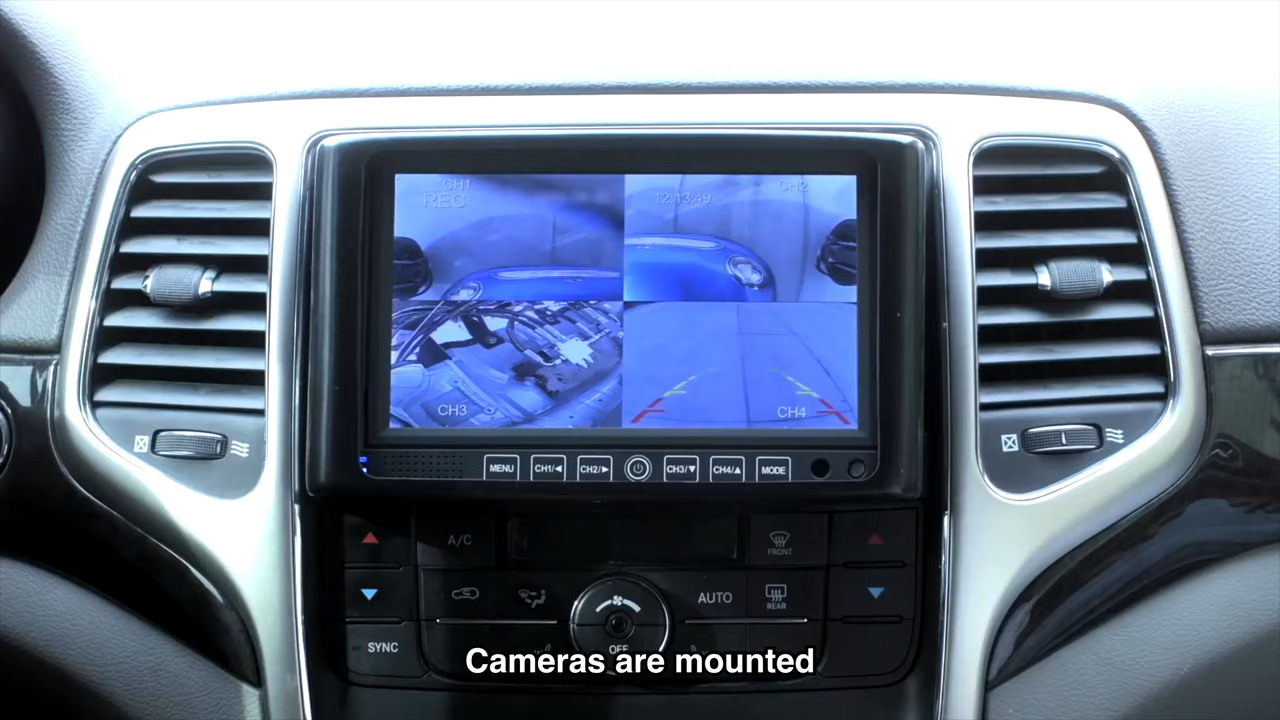 CH1
CH2
REC
12.13.49
CH3
CH4
MENU
CH1/◀
CH2/▶
CH3/▼
CH4/▲
MODE
A/C
FRONT
AUTO
REAR
SYNC
OFF
Cameras are mounted